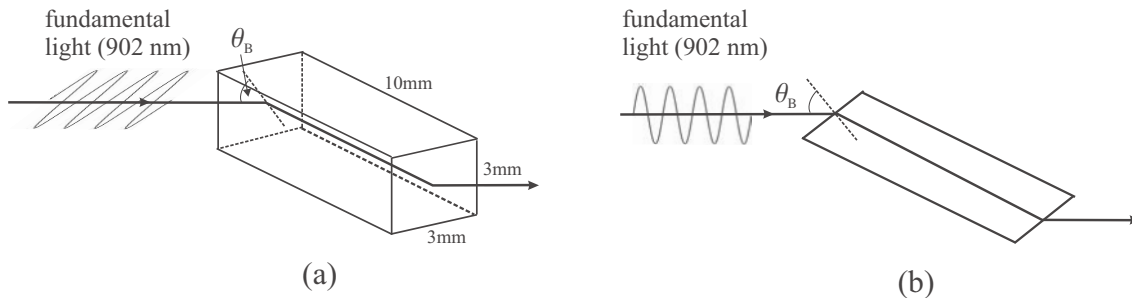 fundamental
light (902 nm)
θB
10mm
3mm
3mm
(a)
fundamental
light (902 nm)
θB
(b)